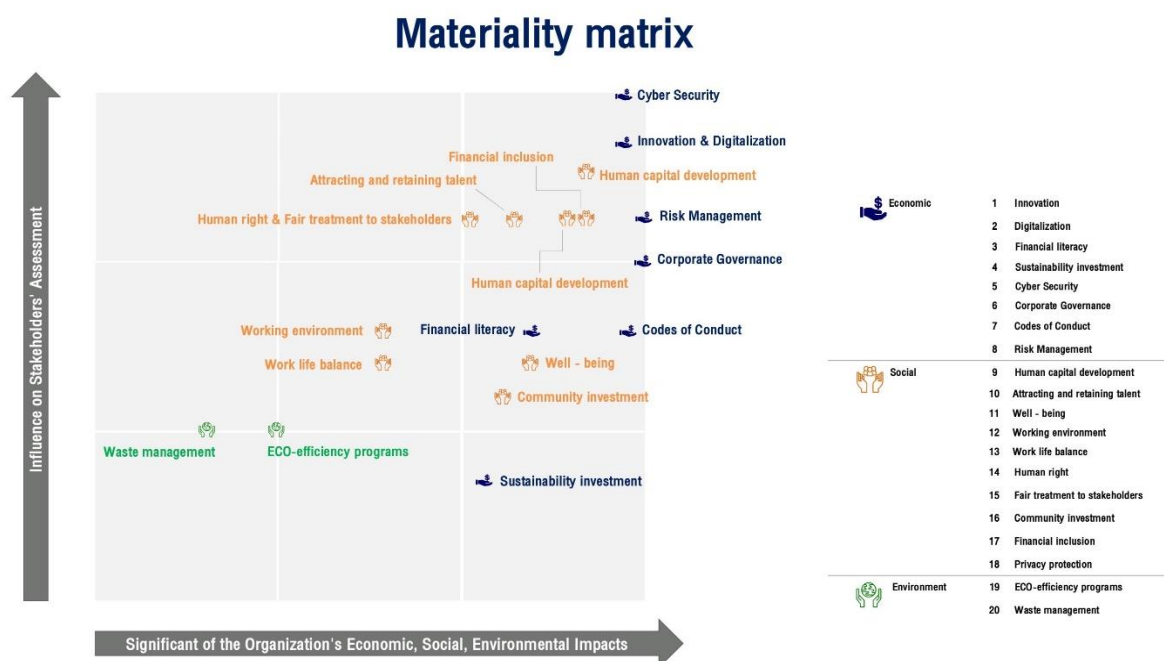 Materiality matrix
Influence on Stakeholders' Assessment
Cyber Security
Innovation & Digitalization
Financial inclusion
Human capital development
Attracting and retaining talent
Human right & Fair treatment to stakeholders
Risk Management
Corporate Governance
Human capital development
Working environment
Financial literacy
Codes of Conduct
Work life balance
Well - being
Community investment
Waste management
ECO-efficiency programs
Sustainability investment
Significant of the Organization's Economic, Social, Environmental Impacts
Economic
1 Innovation
2 Digitalization
3 Financial literacy
4 Sustainability investment
5 Cyber Security
6 Corporate Governance
7 Codes of Conduct
8 Risk Management
Social
9 Human capital development
10 Attracting and retaining talent
11 Well - being
12 Working environment
13 Work life balance
14 Human right
15 Fair treatment to stakeholders
16 Community investment
17 Financial inclusion
18 Privacy protection
Environment
19 ECO-efficiency programs
20 Waste management